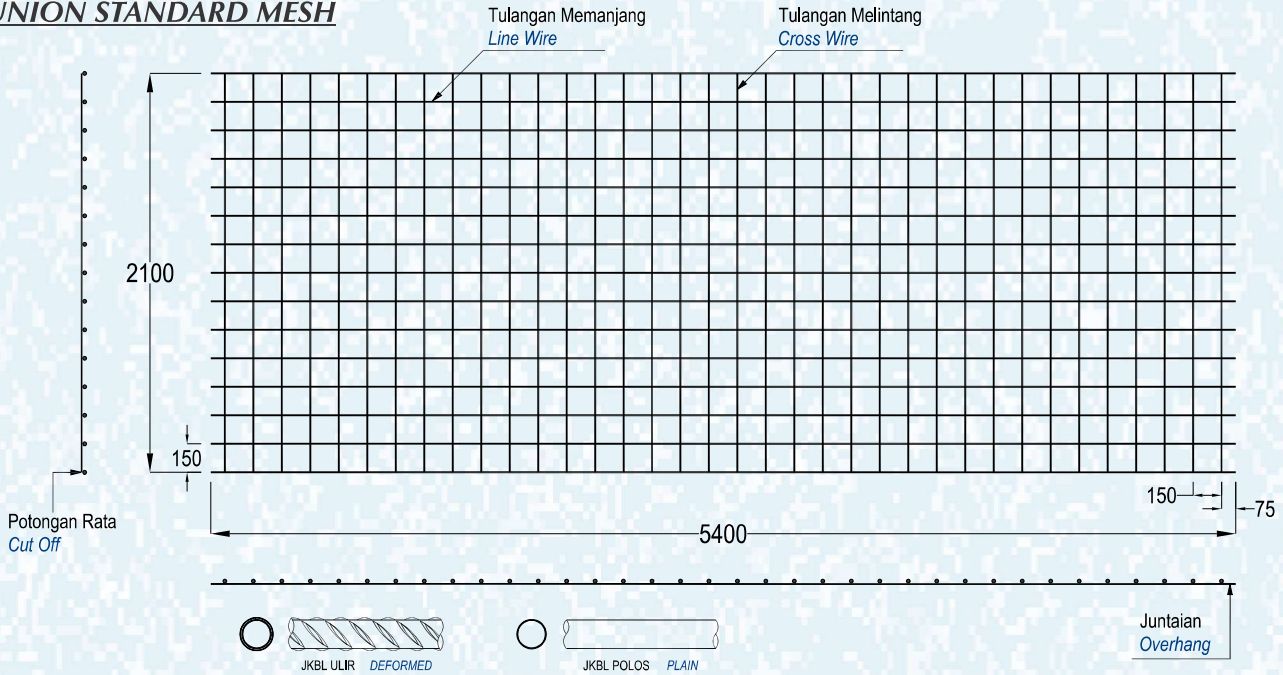 UNION STANDARD MESH
Tulangan Memanjang
Line Wire
Tulangan Melintang
Cross Wire
2100
150
Potongan Rata
Cut Off
150
75
5400
Juntaian
Overhang
JKBL ULIR DEFORMED
JKBL POLOS PLAIN